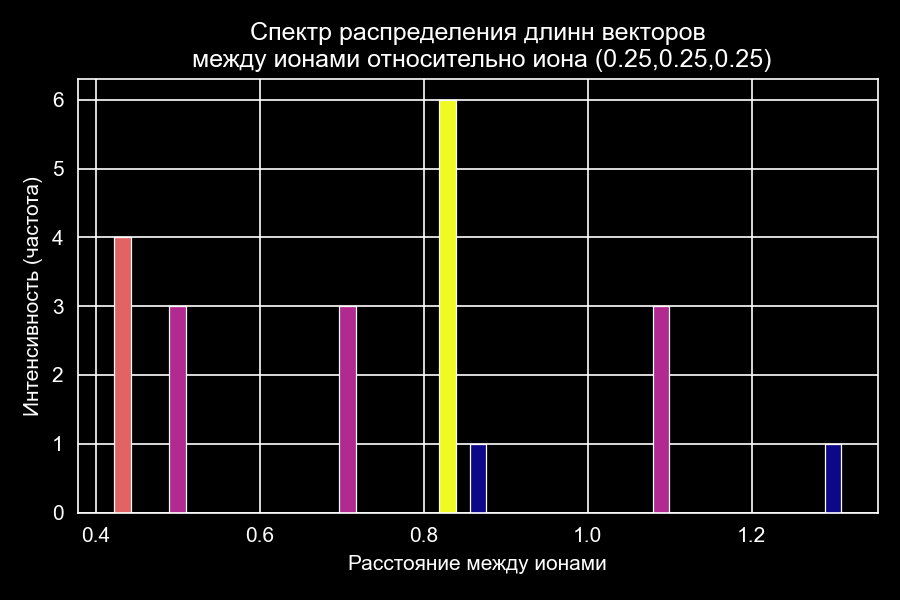 Спектр распределения длинн векторов
между ионами относительно иона (0.25,0.25,0.25)
6
5
4
3
2
1
0
Интенсивность (частота)
0.4 0.6 0.8 1.0 1.2
Расстояние между ионами